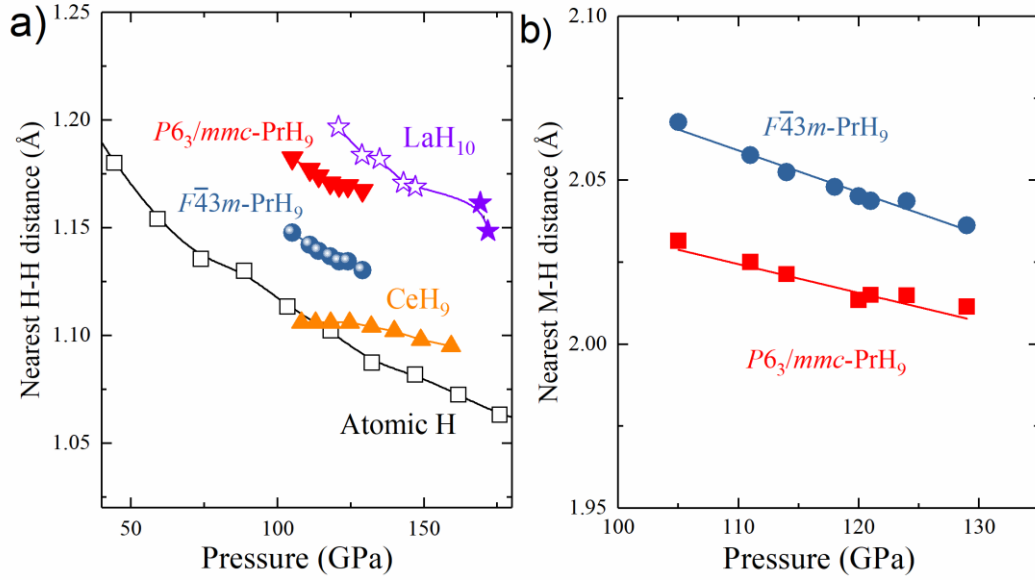 a)
1.25
1.20
1.15
1.10
1.05
Nearest H-H distance (Å)
P6₃/mmc-PrH₉
LaH₁₀
F4̅3m-PrH₉
CeH₉
Atomic H
50
100
150
Pressure (GPa)
b)
2.10
2.05
2.00
1.95
Nearest M-H distance (Å)
F4̅3m-PrH₉
P6₃/mmc-PrH₉
100
110
120
130
Pressure (GPa)